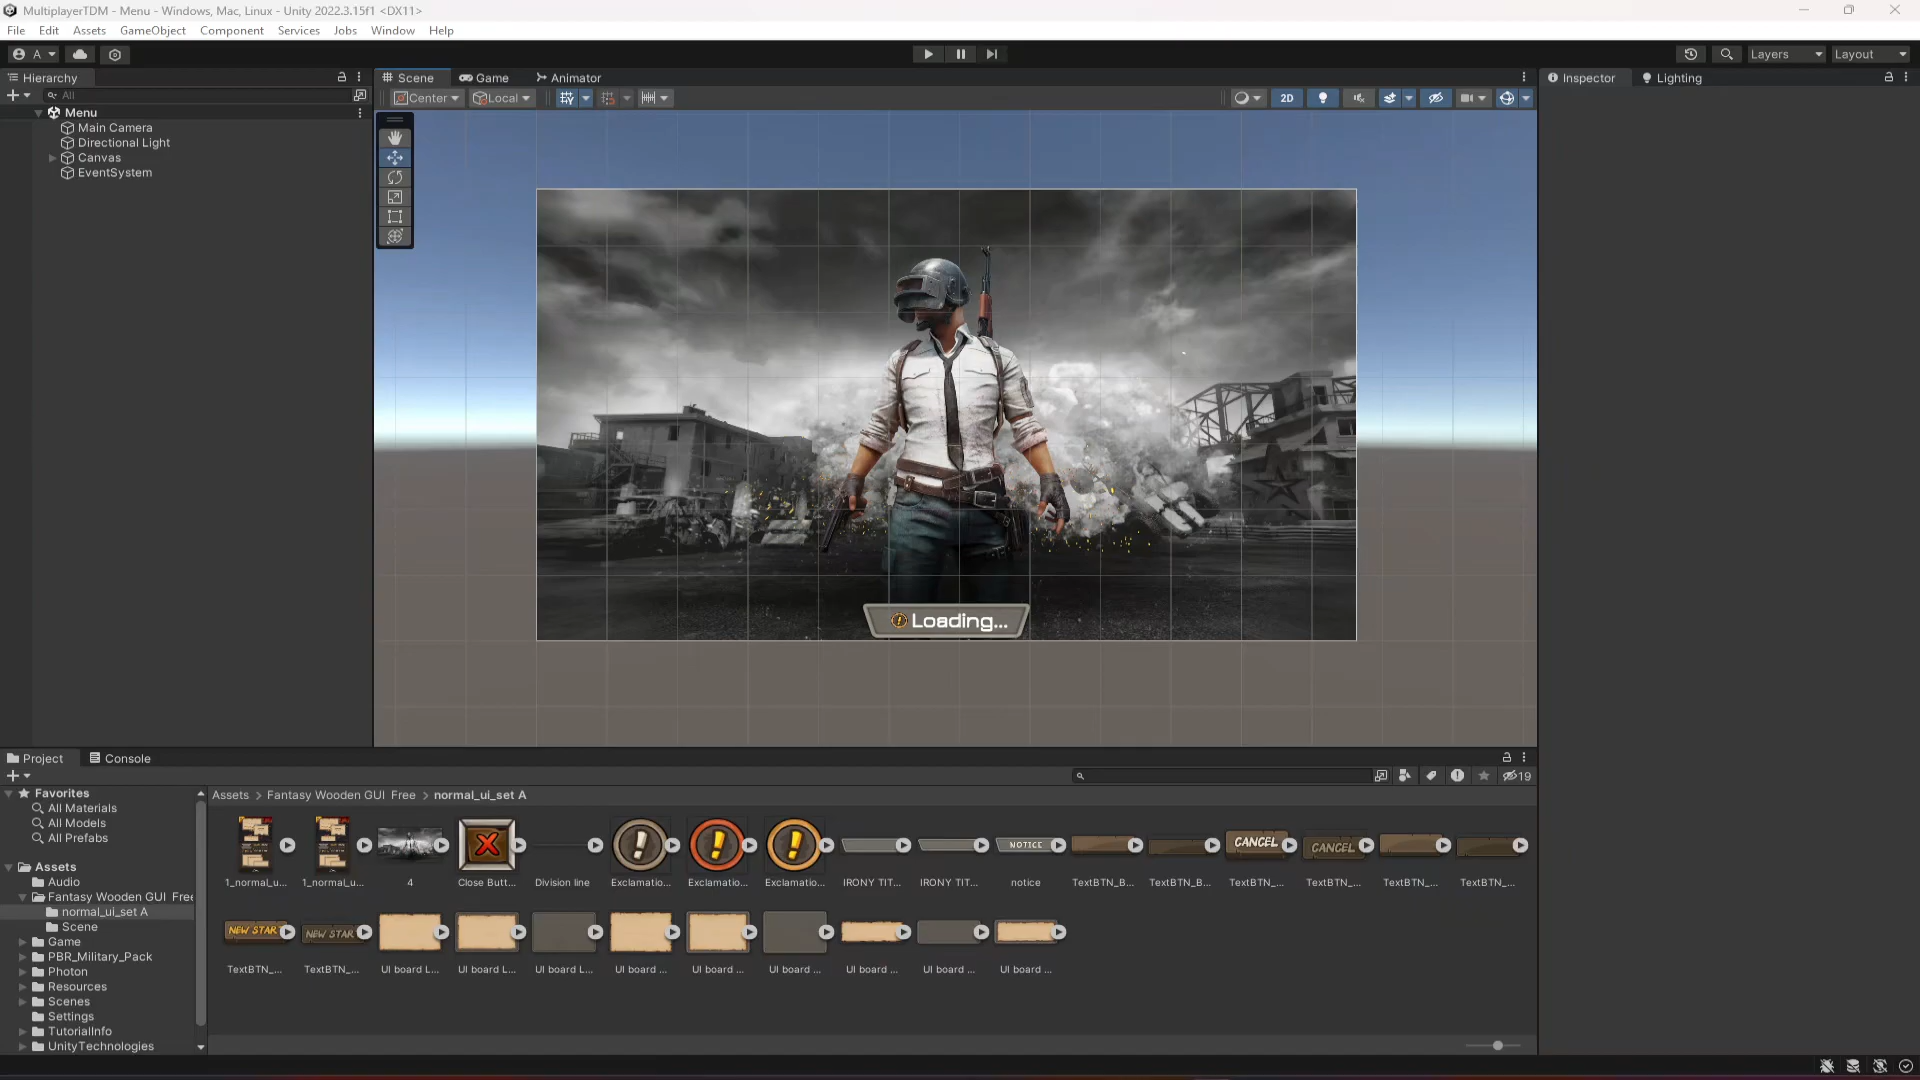 MultiplayerTDM - Menu - Windows, Mac, Linux - Unity 2022.3.15f1 <DX11>
File Edit Assets GameObject Component Services Jobs Window Help
A Layers Layout
Hierarchy Scene Game Animator Inspector Lighting
All Center Local 2D
Menu
Main Camera
Directional Light
Canvas
EventSystem
Loading...
Project Console
19
Favorites
All Materials
All Models
All Prefabs
Assets
Audio
Fantasy Wooden GUI Free
normal_ui_set A
Scene
Game
PBR_Military_Pack
Photon
Resources
Scenes
Settings
TutorialInfo
UnityTechnologies
Assets > Fantasy Wooden GUI Free > normal_ui_set A
NOTICE CANCEL CANCEL
1_normal_u... 1_normal_u... 4 Close Butt... Division line Exclamatio... Exclamatio... Exclamatio... IRONY TIT... IRONY TIT... notice TextBTN_B... TextBTN_B... TextBTN_... TextBTN_... TextBTN_... TextBTN_...
NEW STAR NEW STAR
TextBTN_... TextBTN_... UI board L... UI board L... UI board L... UI board ... UI board ... UI board ... UI board ... UI board ... UI board ...